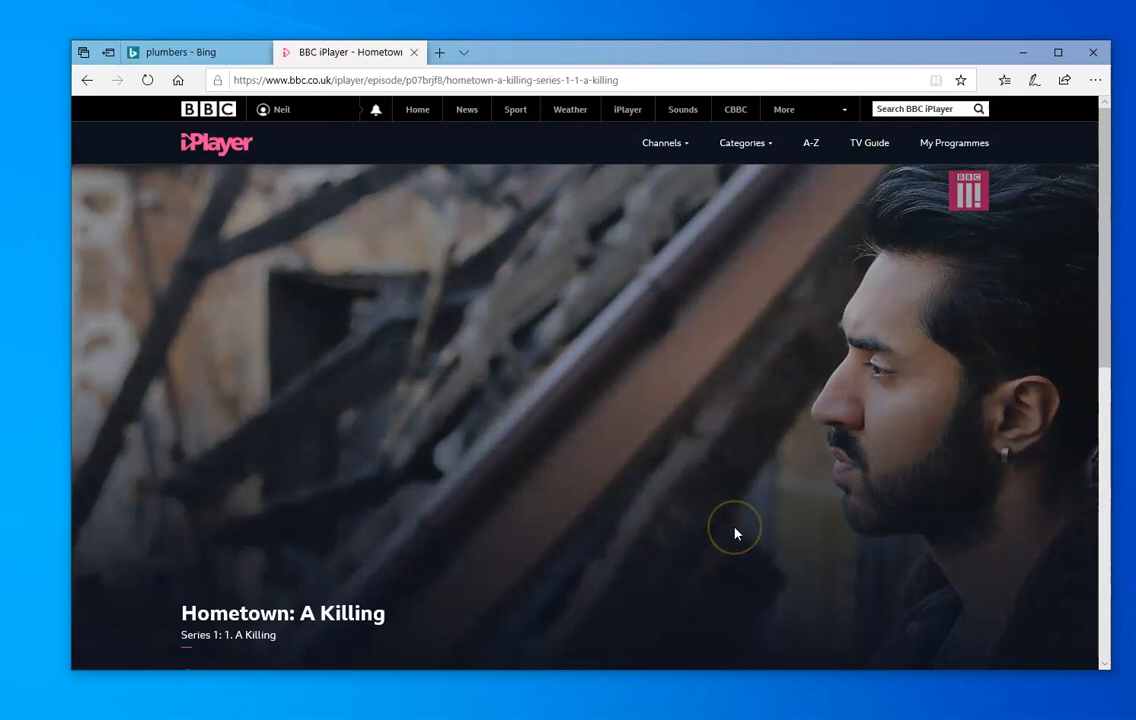 plumbers - Bing
BBC iPlayer - Hometown
https://www.bbc.co.uk/iplayer/episode/p07brjf8/hometown-a-killing-series-1-1-a-killing
BBC
Neil
Home
News
Sport
Weather
iPlayer
Sounds
CBBC
More
Search BBC iPlayer
iPlayer
Channels
Categories
A-Z
TV Guide
My Programmes
BBC
Hometown: A Killing
Series 1: 1. A Killing